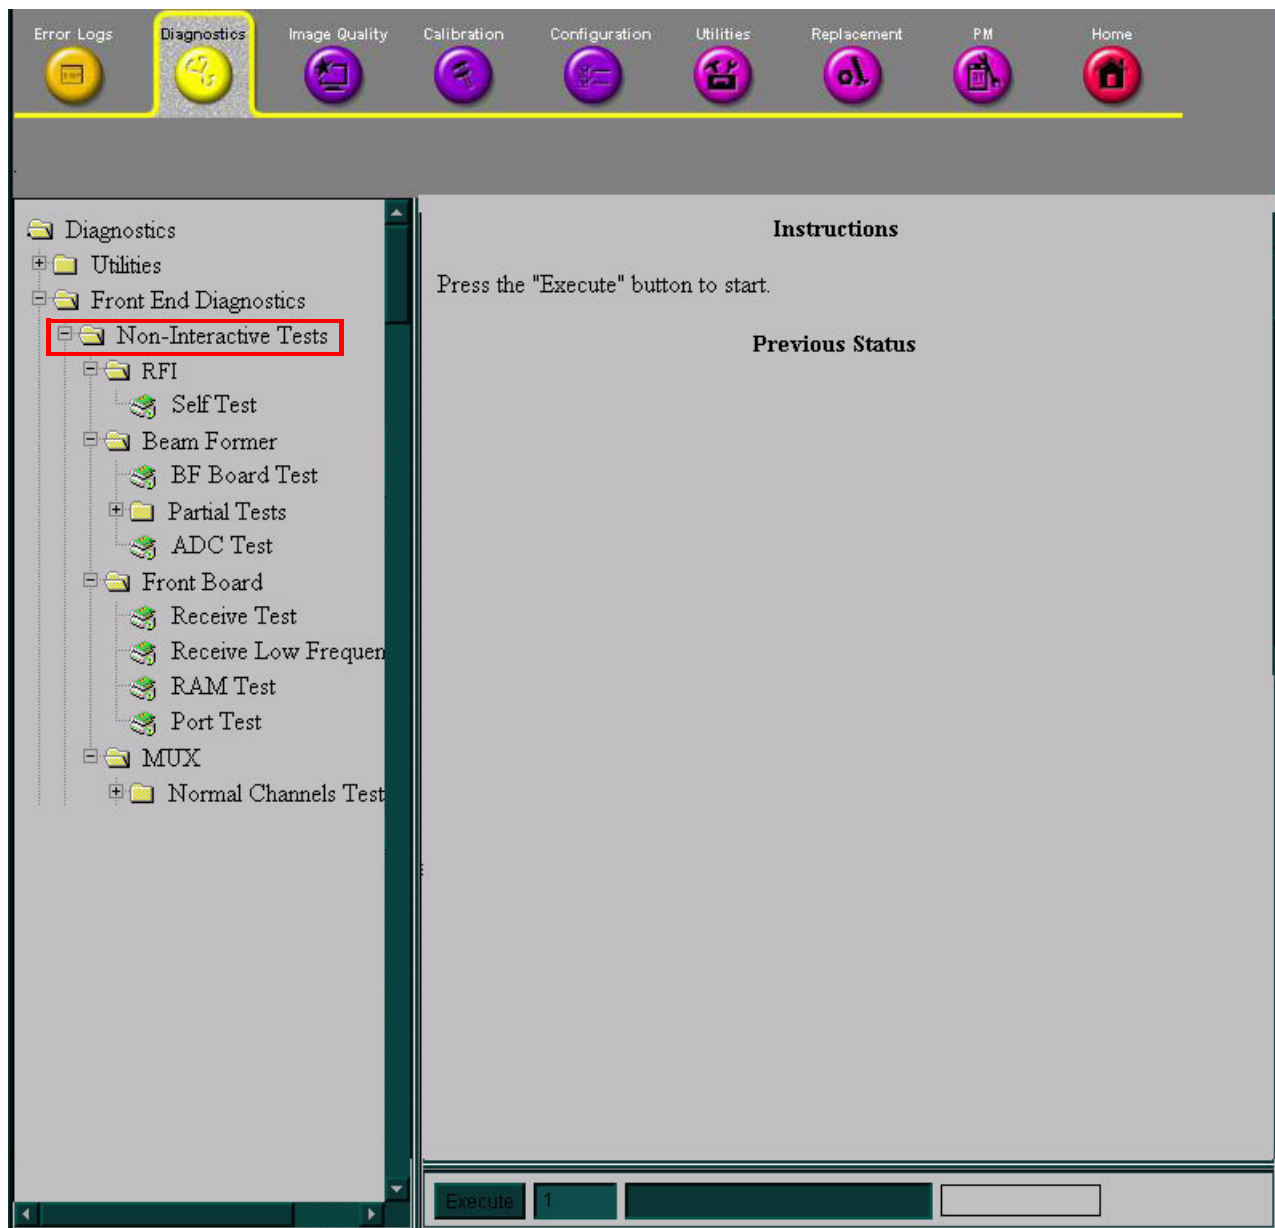 Error Logs Diagnostics Image Quality Calibration Configuration Utilities Replacement PM Home
Diagnostics
Utilities
Front End Diagnostics
Non-Interactive Tests
RFI
Self Test
Beam Former
BF Board Test
Partial Tests
ADC Test
Front Board
Receive Test
Receive Low Frequen
RAM Test
Port Test
MUX
Normal Channels Test
Instructions
Press the "Execute" button to start.
Previous Status
Execute 1